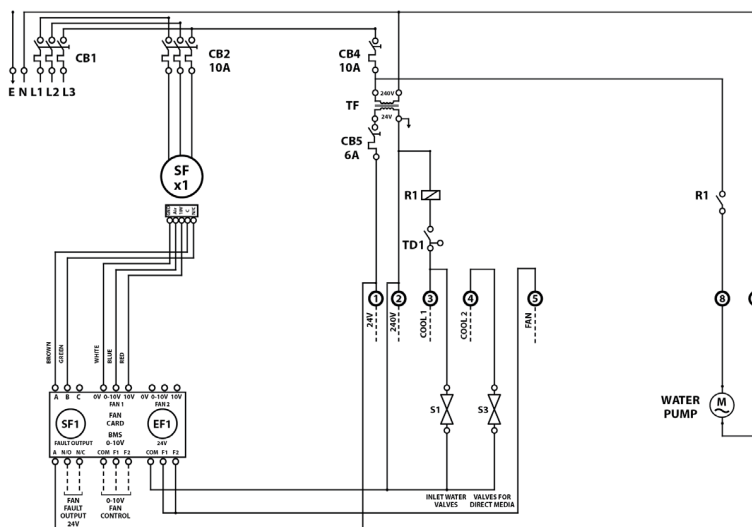 CB1
CB2
10A
CB4
10A
E N L1 L2 L3
240V
TF
24V
CB5
6A
SF
x1
R1
R1
C
N/C
TD1
1
2
3
4
5
8
24V
240V
COOL 1
COOL 2
FAN
BROWN
GREEN
WHITE
BLUE
RED
A B C 0V 0-10V 10V 0V 0-10V 10V
FAN 1 FAN 2
FAN
CARD
SF1
EF1
BMS
0-10V
FAULT OUTPUT
24V
A N/O N/C COM F1 F2 COM F1 F2
S1
S3
WATER
PUMP
M
FAN
FAULT
OUTPUT
24V
0-10V
FAN
CONTROL
INLET WATER
VALVES
VALVES FOR
DIRECT MEDIA